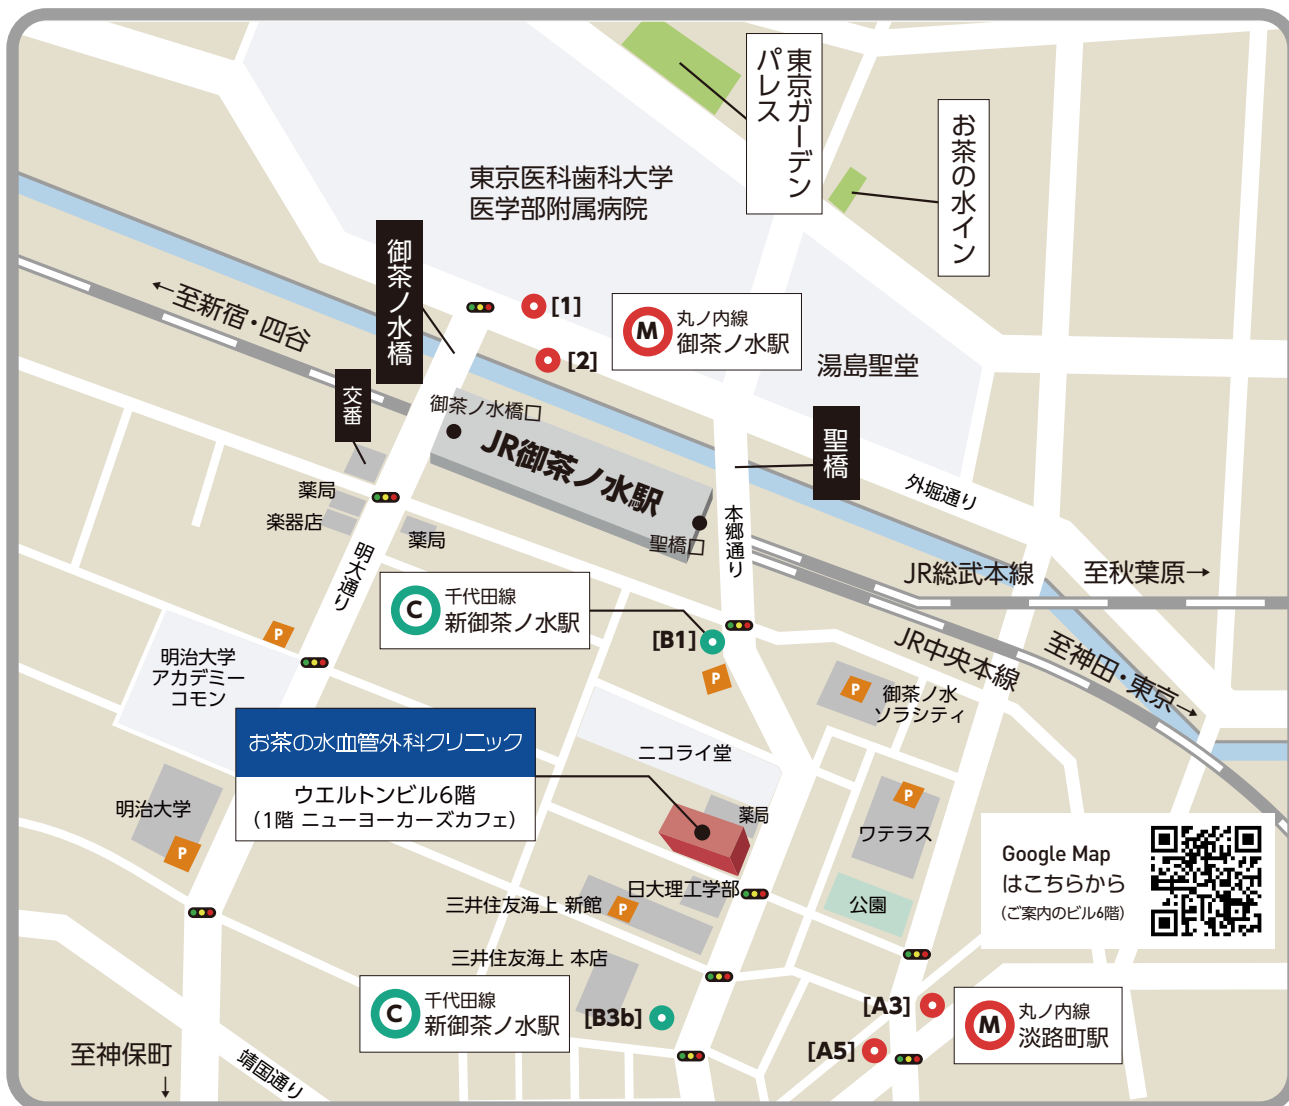 東京ガーデン
パレス
お茶の水イン
東京医科歯科大学
医学部附属病院
御茶ノ水橋
[1]
[2]
M
丸ノ内線
御茶ノ水駅
湯島聖堂
←至新宿・四谷
交番
御茶ノ水橋口
JR御茶ノ水駅
聖橋口
聖橋
外堀通り
本郷通り
薬局
楽器店
薬局
明大通り
JR総武本線
至秋葉原→
C
千代田線
新御茶ノ水駅
[B1]
P
P
JR中央本線
至神田・東京→
明治大学
アカデミー
コモン
P
御茶ノ水
ソラシティ
お茶の水血管外科クリニック
ウエルトンビル6階
(1階 ニューヨーカーズカフェ)
ニコライ堂
薬局
明治大学
P
P
ワテラス
Google Map
はこちらから
(ご案内のビル6階)
日大理工学部
三井住友海上 新館
P
公園
三井住友海上 本店
C
千代田線
新御茶ノ水駅
[B3b]
[A3]
[A5]
M
丸ノ内線
淡路町駅
至神保町
↓
靖国通り